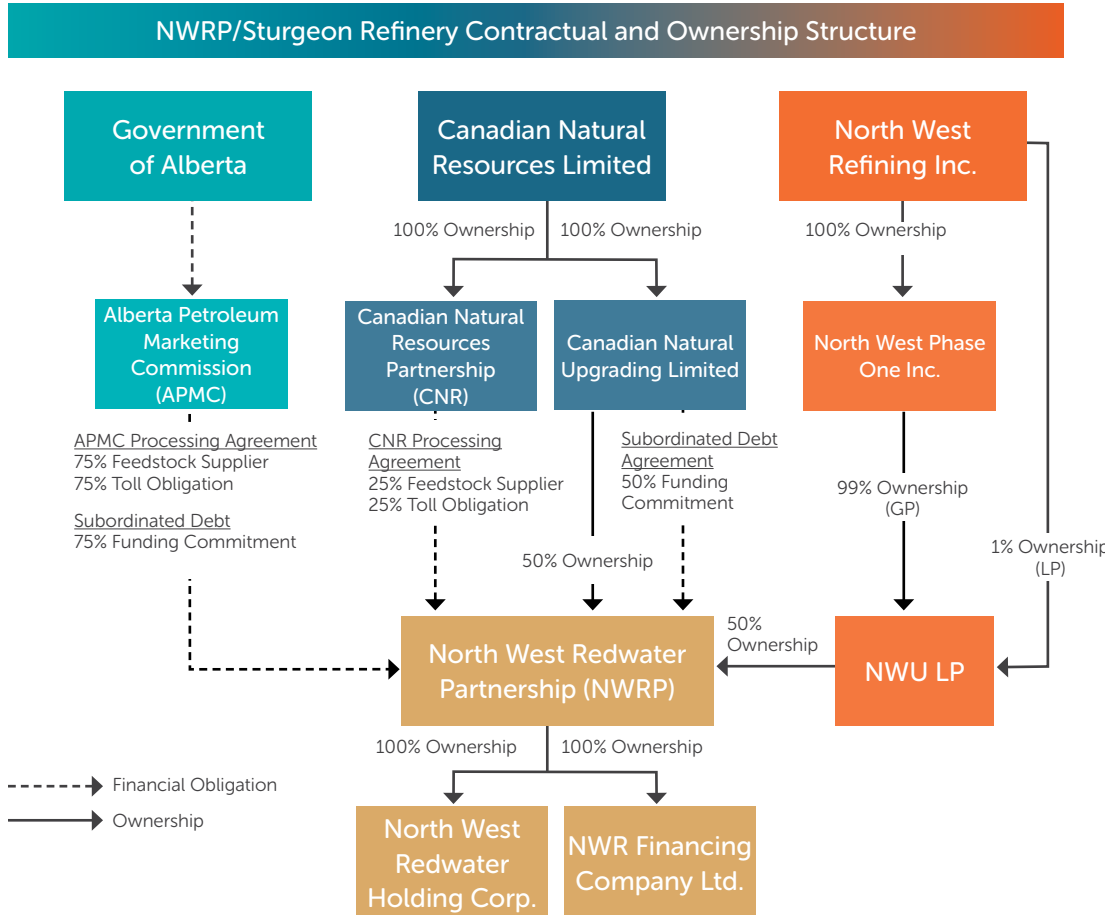 NWRP/Sturgeon Refinery Contractual and Ownership Structure
Government
of Alberta
Canadian Natural
Resources Limited
North West
Refining Inc.
100% Ownership
100% Ownership
100% Ownership
Alberta Petroleum
Marketing
Commission
(APMC)
Canadian Natural
Resources
Partnership
(CNR)
Canadian Natural
Upgrading Limited
North West Phase
One Inc.
APMC Processing Agreement
75% Feedstock Supplier
75% Toll Obligation
Subordinated Debt
75% Funding Commitment
CNR Processing
Agreement
25% Feedstock Supplier
25% Toll Obligation
50% Ownership
Subordinated Debt
Agreement
50% Funding
Commitment
99% Ownership
(GP)
1% Ownership
(LP)
North West Redwater
Partnership (NWRP)
50%
Ownership
NWU LP
100% Ownership
100% Ownership
Financial Obligation
Ownership
North West
Redwater
Holding Corp.
NWR Financing
Company Ltd.